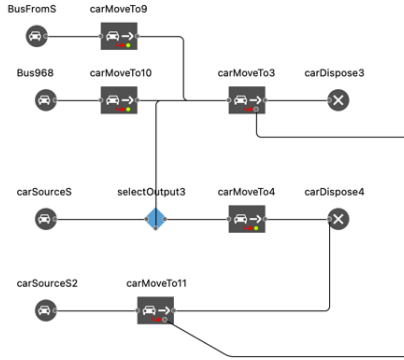 BusFromS carMoveTo9
Bus968 carMoveTo10 carMoveTo3 carDispose3
carSourceS selectOutput3 carMoveTo4 carDispose4
carSourceS2 carMoveTo11